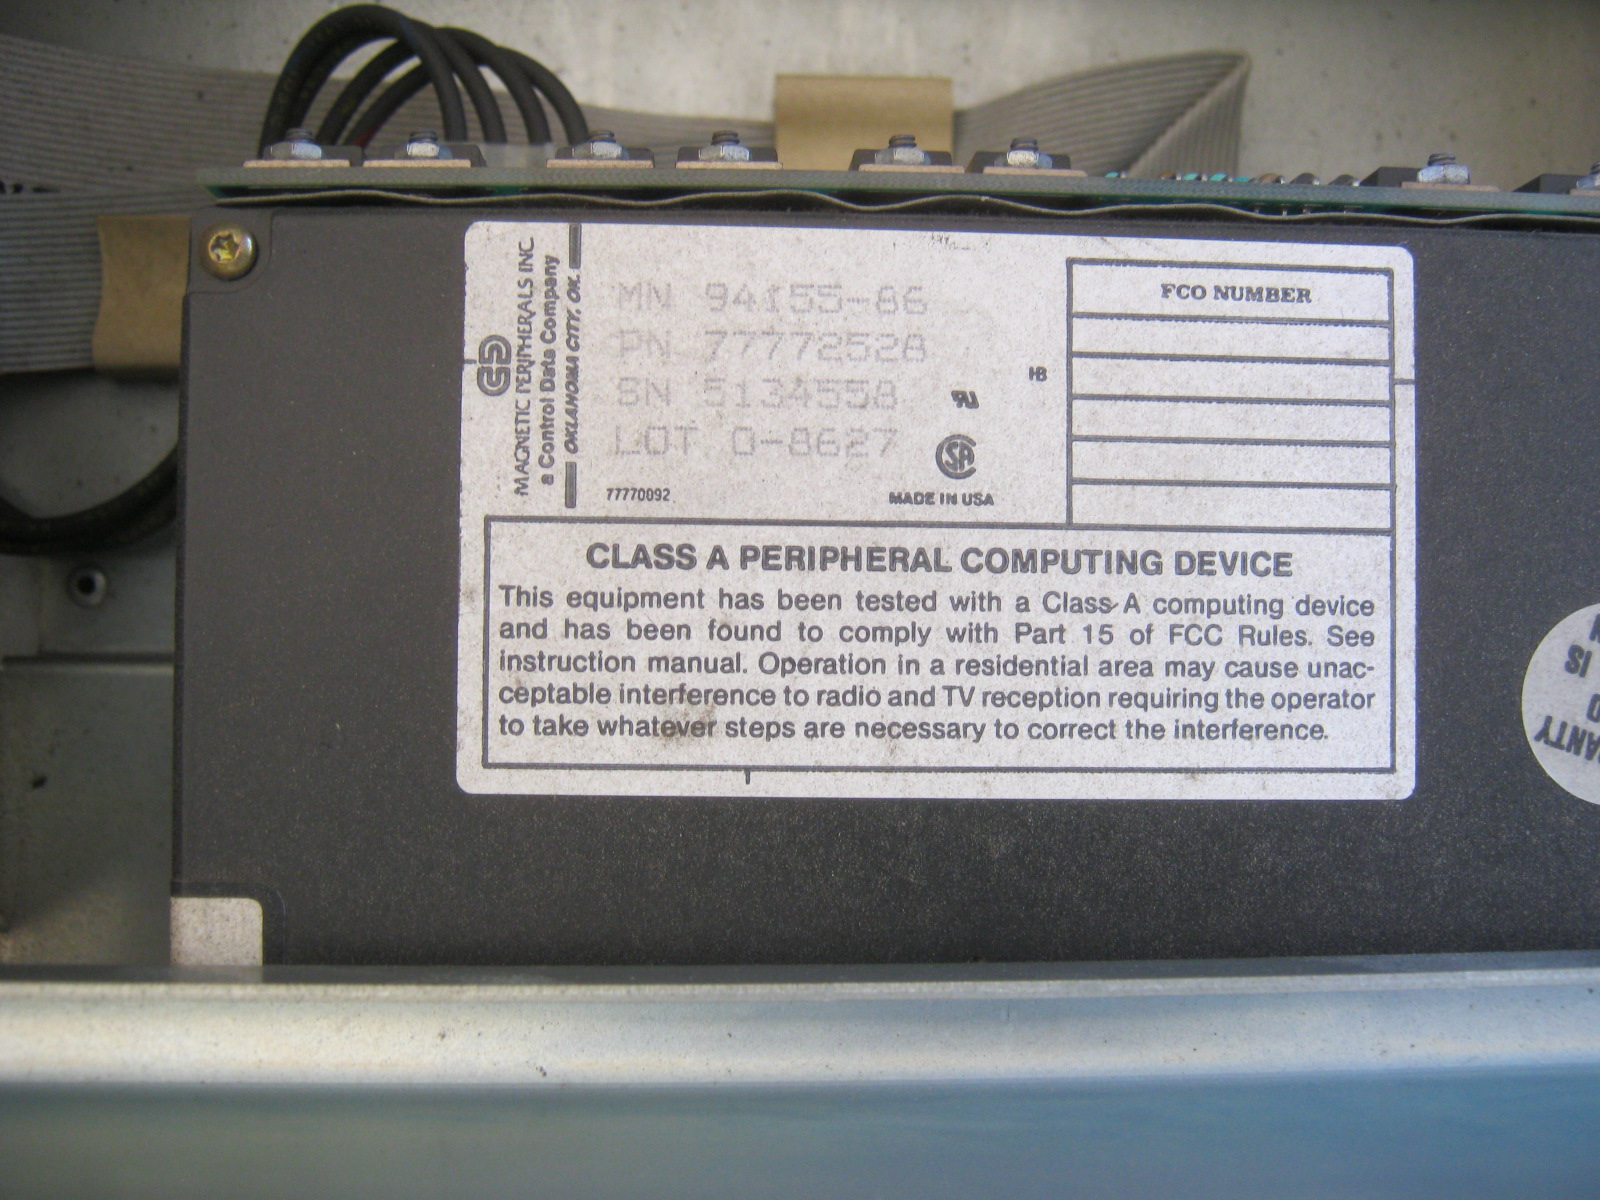 MAGNETIC PERIPHERALS INC.
a Control Data Company
OKLAHOMA CITY, OK.
MN 94155-86
PN 77772528
SN 5134558
LOT 0-8627
77770092
HB
MADE IN USA
FCO NUMBER
CLASS A PERIPHERAL COMPUTING DEVICE
This equipment has been tested with a Class A computing device
and has been found to comply with Part 15 of FCC Rules. See
instruction manual. Operation in a residential area may cause unac-
ceptable interference to radio and TV reception requiring the operator
to take whatever steps are necessary to correct the interference.
IS